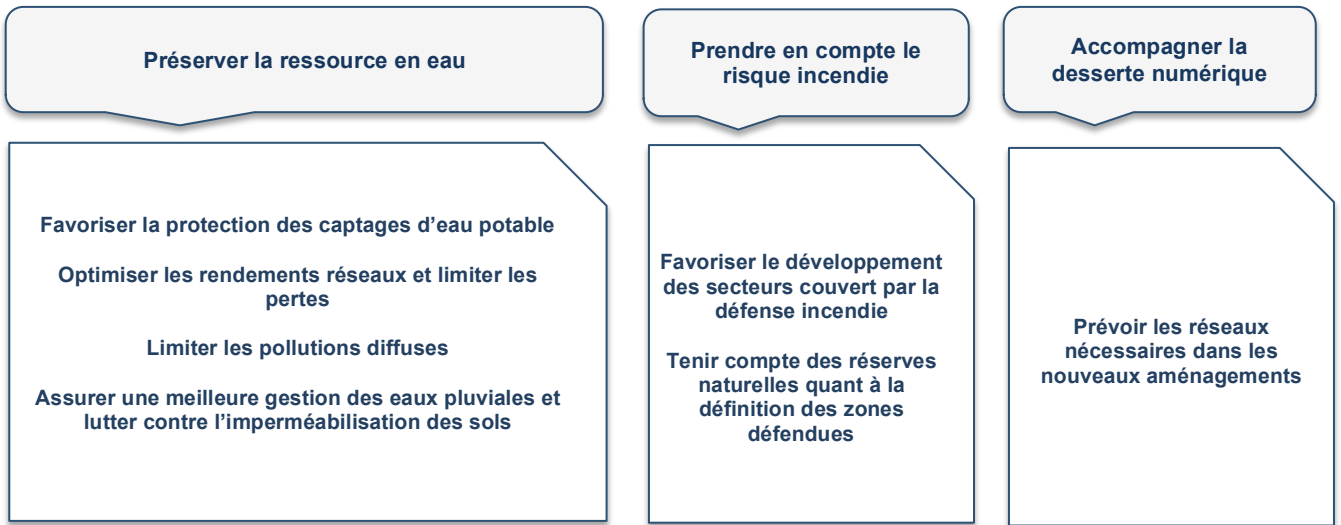 Préserver la ressource en eau
Favoriser la protection des captages d’eau potable
Optimiser les rendements réseaux et limiter les
pertes
Limiter les pollutions diffuses
Assurer une meilleure gestion des eaux pluviales et
lutter contre l’imperméabilisation des sols
Prendre en compte le
risque incendie
Favoriser le développement
des secteurs couvert par la
défense incendie
Tenir compte des réserves
naturelles quant à la
définition des zones
défendues
Accompagner la
desserte numérique
Prévoir les réseaux
nécessaires dans les
nouveaux aménagements